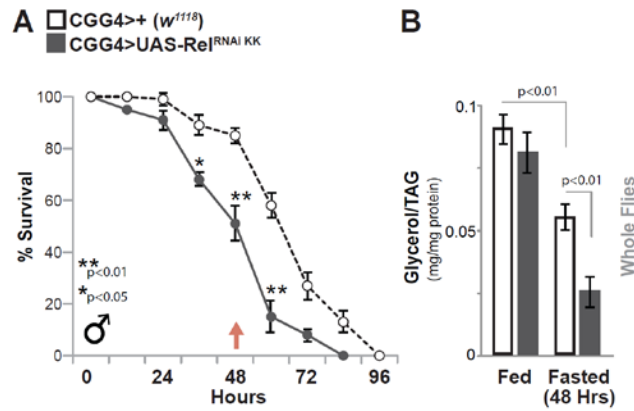 A
CGG4>+ (w1118)
CGG4>UAS-RelRNAi KK
% Survival
100
80
60
40
20
0
*
**
**
**p<0.01
*p<0.05
♂
0 24 48 72 96
Hours
B
p<0.01
p<0.01
Glycerol/TAG
(mg/mg protein)
0.1
0.05
0
Fed Fasted
(48 Hrs)
Whole Flies